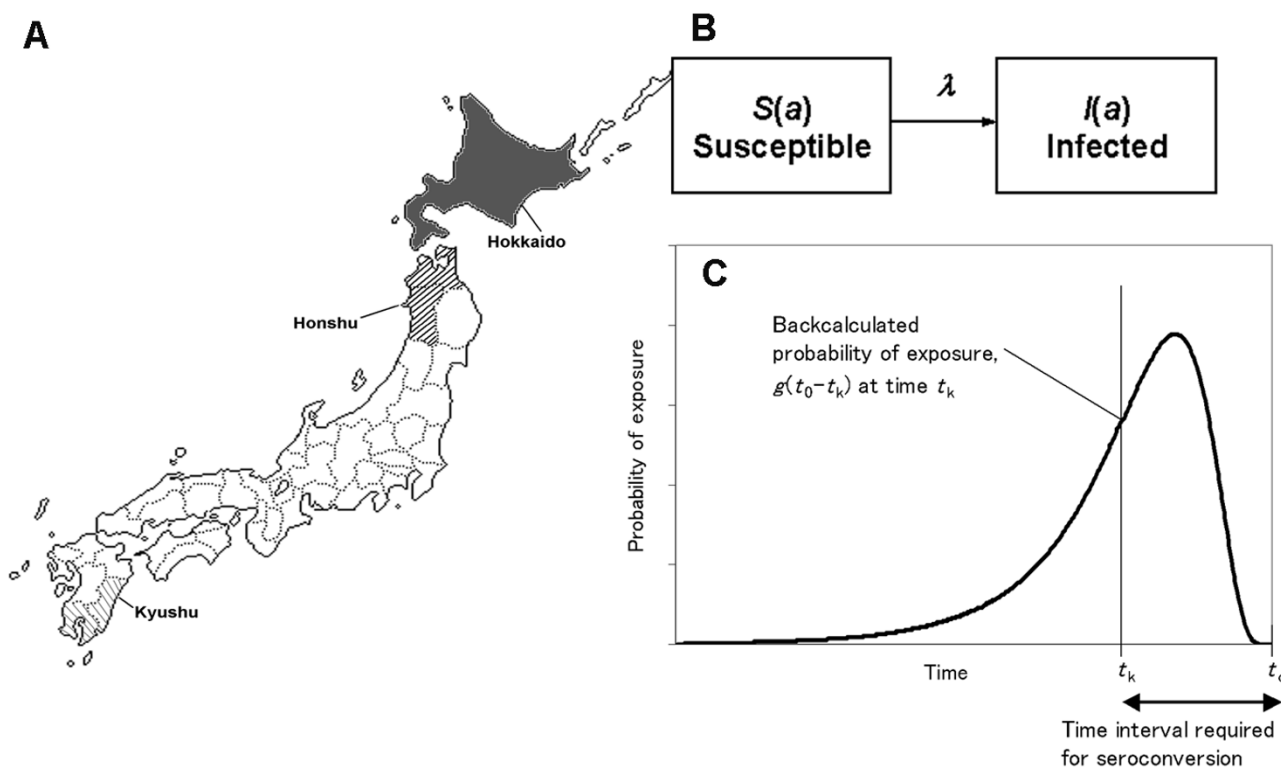 A
Hokkaido
Honshu
Kyushu
B
S(a)
Susceptible
λ
I(a)
Infected
C
Backcalculated
probability of exposure,
g(t₀−tₖ) at time tₖ
Probability of exposure
Time
tₖ
t₀
Time interval required
for seroconversion